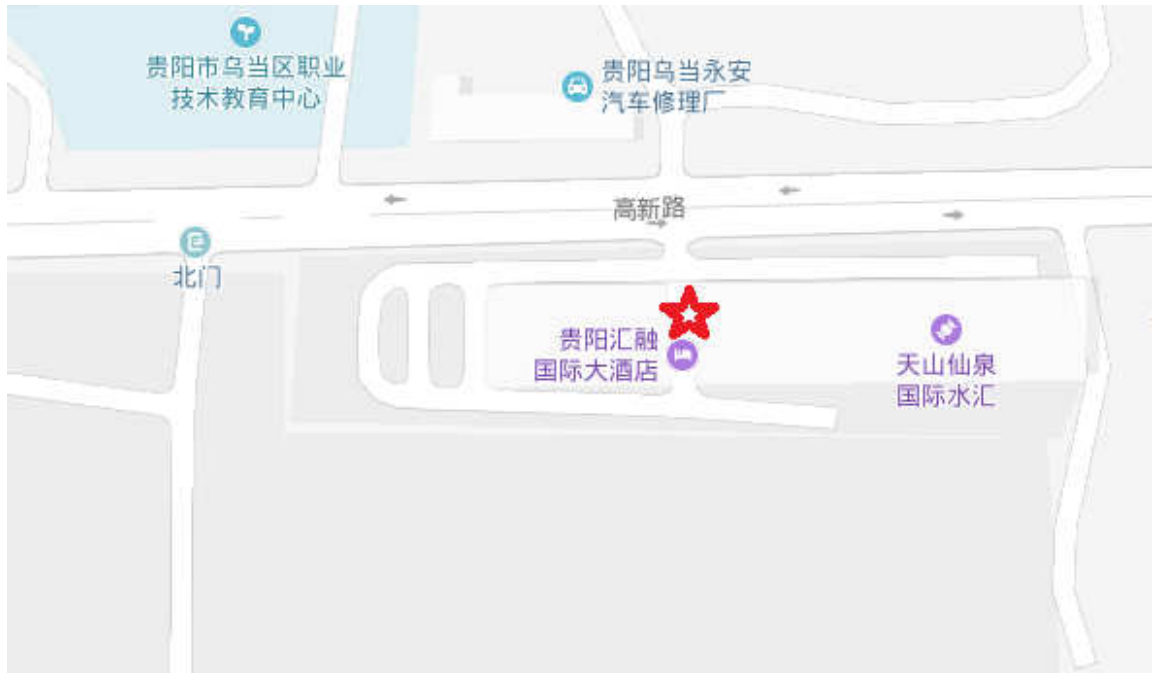 贵阳市乌当区职业
技术教育中心
贵阳乌当永安
汽车修理厂
高新路
北门
贵阳汇融
国际大酒店
天山仙泉
国际水汇